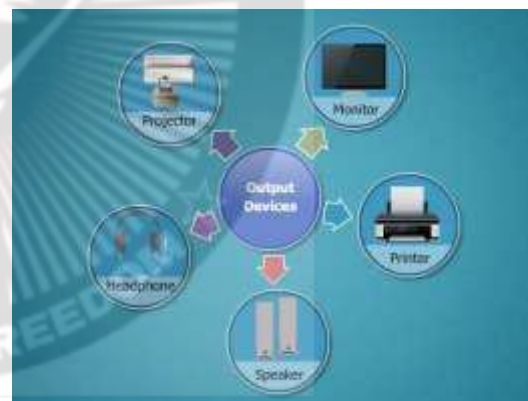 Projector
Monitor
Output
Devices
Headphone
Printer
Speaker